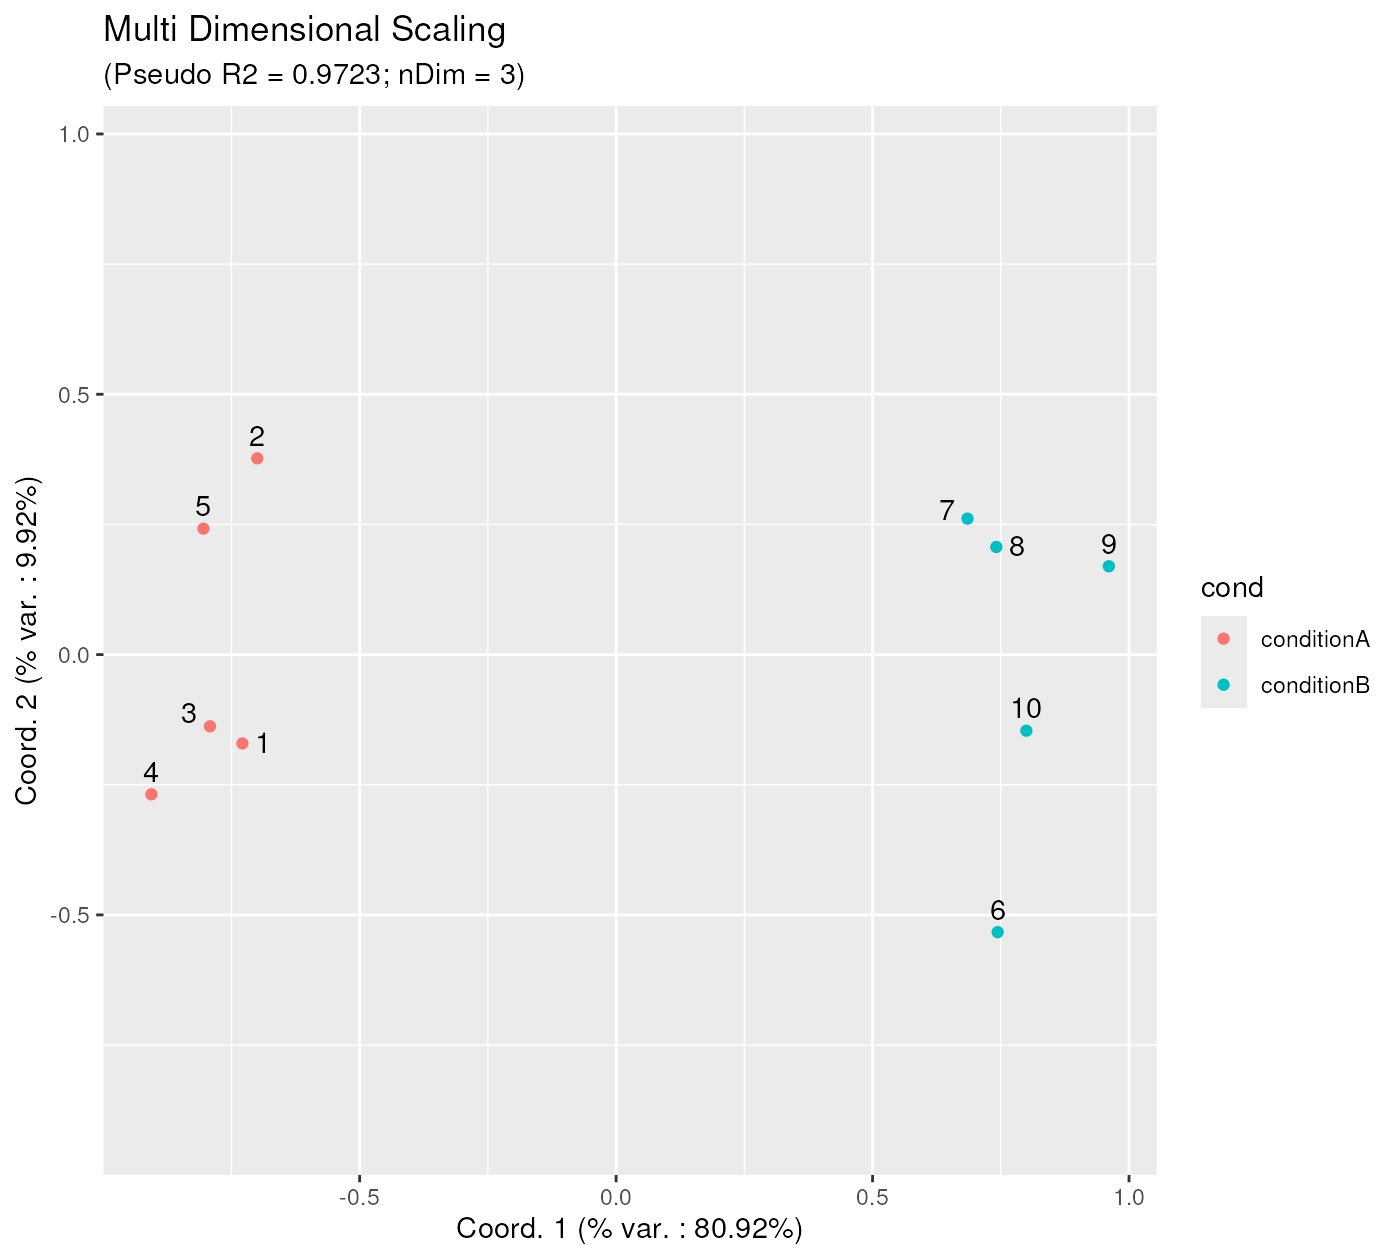 Multi Dimensional Scaling
(Pseudo R2 = 0.9723; nDim = 3)
1.0
0.5
0.0
-0.5
Coord. 2 (% var. : 9.92%)
2
5
3
1
4
7
8
9
10
6
-0.5
0.0
0.5
1.0
Coord. 1 (% var. : 80.92%)
cond
conditionA
conditionB